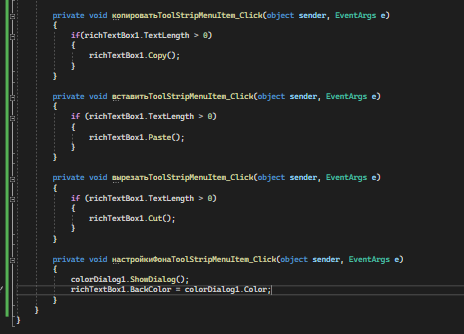 private void копироватьToolStripMenuItem_Click(object sender, EventArgs e)
{
if(richTextBox1.TextLength > 0)
{
richTextBox1.Copy();
}
}
private void вставитьToolStripMenuItem_Click(object sender, EventArgs e)
{
if (richTextBox1.TextLength > 0)
{
richTextBox1.Paste();
}
}
private void вырезатьToolStripMenuItem_Click(object sender, EventArgs e)
{
if (richTextBox1.TextLength > 0)
{
richTextBox1.Cut();
}
}
private void настройкиФонаToolStripMenuItem_Click(object sender, EventArgs e)
{
colorDialog1.ShowDialog();
richTextBox1.BackColor = colorDialog1.Color;
}
}
}